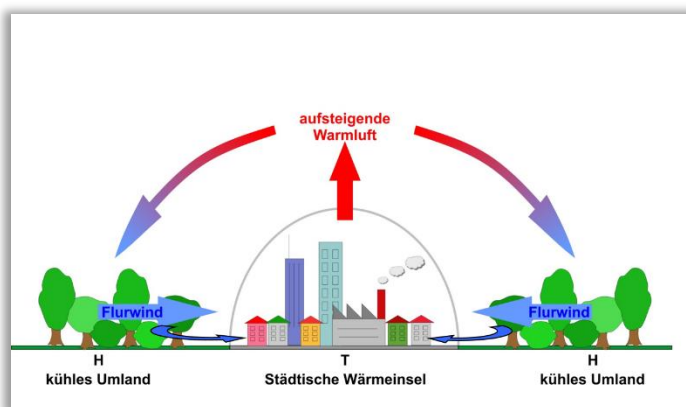 aufsteigende
Warmluft
Flurwind
Flurwind
H
T
H
kühles Umland
Städtische Wärmeinsel
kühles Umland